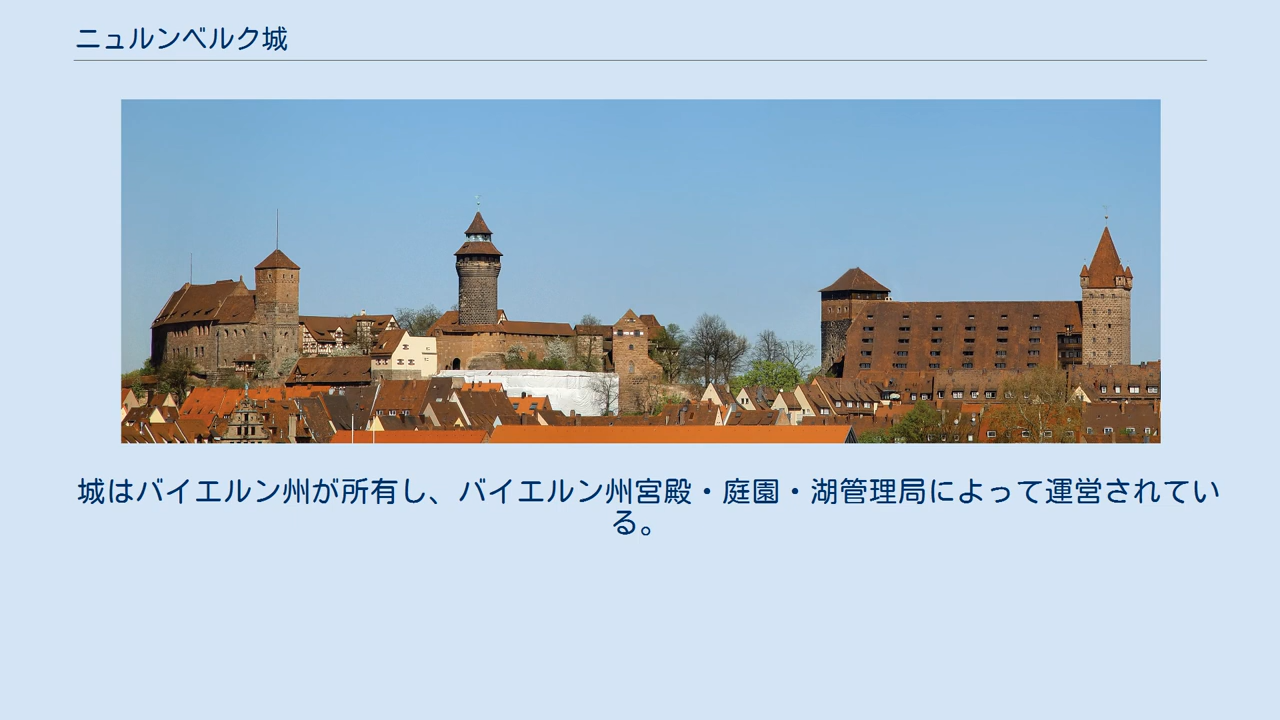 ニュルンベルク城
城はバイエルン州が所有し、バイエルン州宮殿・庭園・湖管理局によって運営されてい
る。